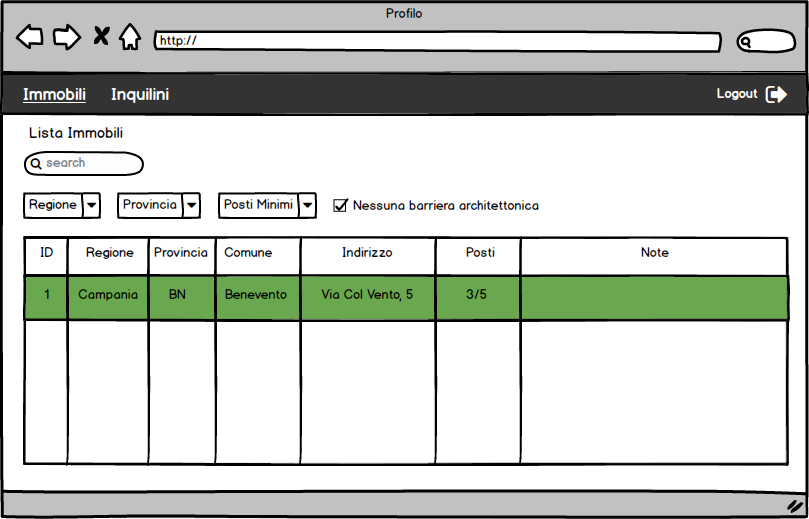 Profilo
http://
Immobili Inquilini Logout
Lista Immobili
search
Regione Provincia Posti Minimi Nessuna barriera architettonica
ID Regione Provincia Comune Indirizzo Posti Note
1 Campania BN Benevento Via Col Vento, 5 3/5